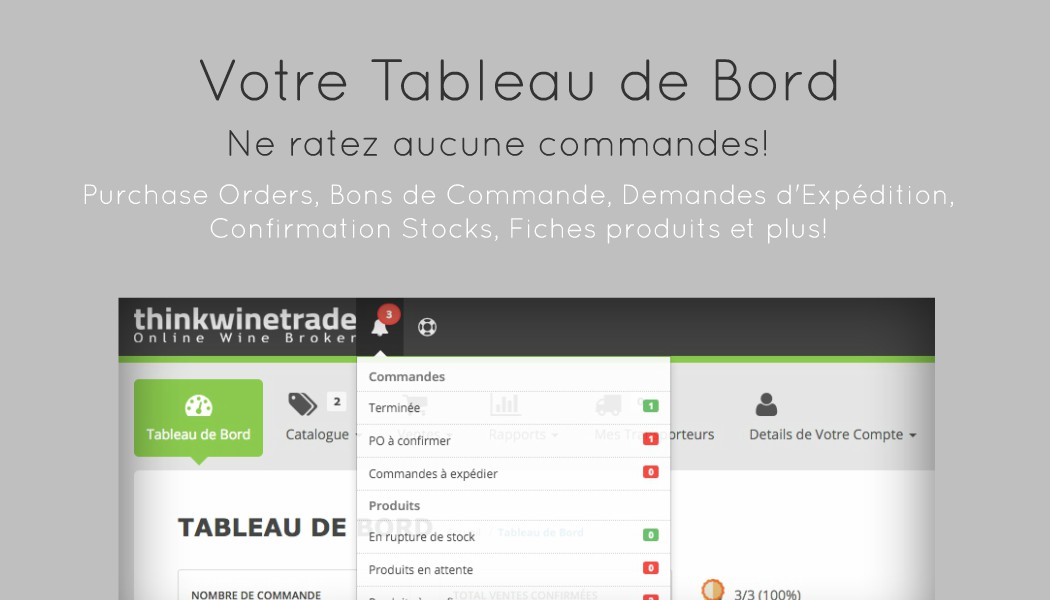 Votre Tableau de Bord
Ne ratez aucune commandes!
Purchase Orders, Bons de Commande, Demandes d'Expédition,
Confirmation Stocks, Fiches produits et plus!
thinkwinetrade
Online Wine Broker
3
2
Tableau de Bord
Catalogue
Ventes
Rapports
Mes Transporteurs
Details de Votre Compte
Commandes
Terminée 1
PO à confirmer 1
Commandes à expédier 0
Produits
En rupture de stock 0
Produits en attente 0
TABLEAU DE BORD
Tableau de Bord
NOMBRE DE COMMANDE
TOTAL VENTES CONFIRMÉES
3/3 (100%)